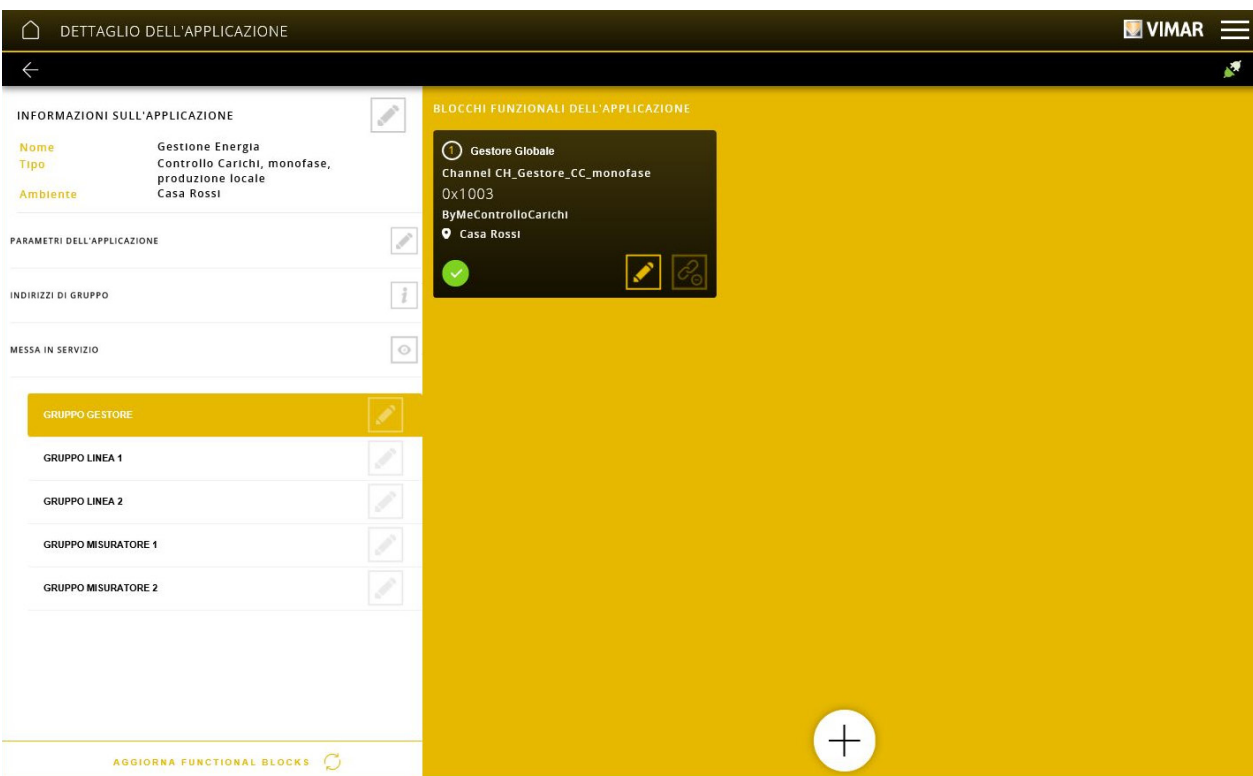 DETTAGLIO DELL'APPLICAZIONE
VIMAR
INFORMAZIONI SULL'APPLICAZIONE
Nome Gestione Energia
Tipo Controllo Carichi, monofase,
produzione locale
Ambiente Casa Rossi
PARAMETRI DELL'APPLICAZIONE
INDIRIZZI DI GRUPPO
i
MESSA IN SERVIZIO
GRUPPO GESTORE
GRUPPO LINEA 1
GRUPPO LINEA 2
GRUPPO MISURATORE 1
GRUPPO MISURATORE 2
AGGIORNA FUNCTIONAL BLOCKS
BLOCCHI FUNZIONALI DELL'APPLICAZIONE
1 Gestore Globale
Channel CH_Gestore_CC_monofase
0x1003
ByMeControlloCarichi
Casa Rossi